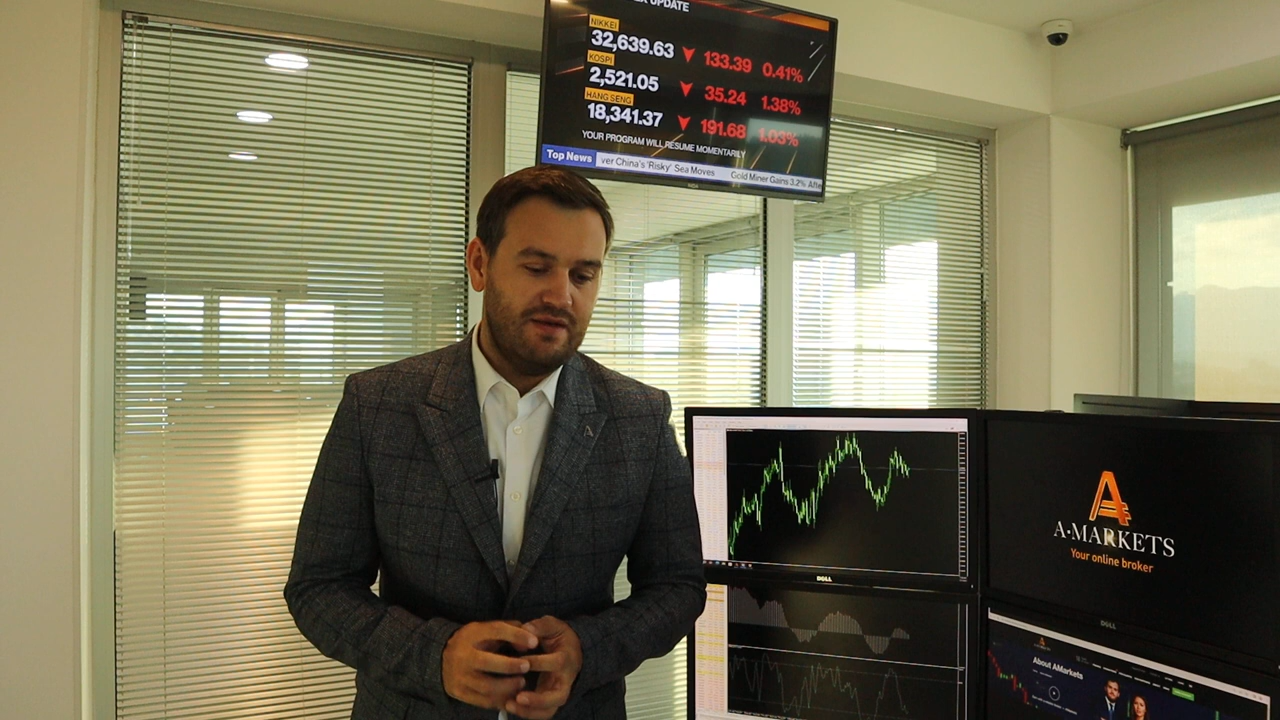 UPDATE
NIKKEI
32,639.63 133.39 0.41%
KOSPI
2,521.05 35.24 1.38%
HANG SENG
18,341.37 191.68 1.03%
YOUR PROGRAM WILL RESUME MOMENTARILY
Top News ver China's 'Risky' Sea Moves Gold Miner Gains 3.2% Afte
A·MARKETS
Your online broker
DELL
DELL
About AMarkets